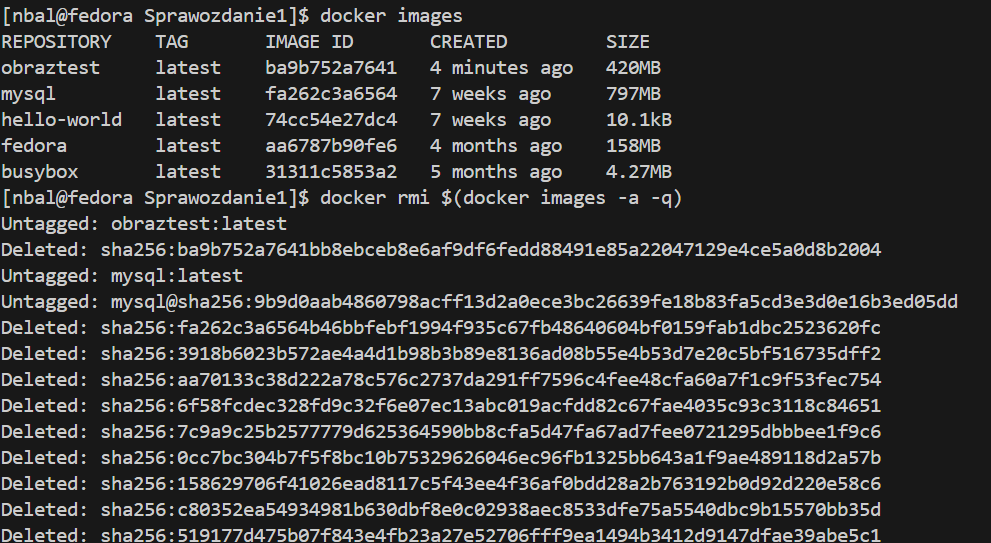 [nbal@fedora Sprawozdanie1]$ docker images
REPOSITORY    TAG       IMAGE ID       CREATED         SIZE
obraztest     latest    ba9b752a7641   4 minutes ago   420MB
mysql         latest    fa262c3a6564   7 weeks ago     797MB
hello-world   latest    74cc54e27dc4   7 weeks ago     10.1kB
fedora        latest    aa6787b90fe6   4 months ago    158MB
busybox       latest    31311c5853a2   5 months ago    4.27MB
[nbal@fedora Sprawozdanie1]$ docker rmi $(docker images -a -q)
Untagged: obraztest:latest
Deleted: sha256:ba9b752a7641bb8ebceb8e6af9df6fedd88491e85a22047129e4ce5a0d8b2004
Untagged: mysql:latest
Untagged: mysql@sha256:9b9d0aab4860798acff13d2a0ece3bc26639fe18b83fa5cd3e3d0e16b3ed05dd
Deleted: sha256:fa262c3a6564b46bbfebf1994f935c67fb48640604bf0159fab1dbc2523620fc
Deleted: sha256:3918b6023b572ae4a4d1b98b3b89e8136ad08b55e4b53d7e20c5bf516735dff2
Deleted: sha256:aa70133c38d222a78c576c2737da291ff7596c4fee48cfa60a7f1c9f53fec754
Deleted: sha256:6f58fcdec328fd9c32f6e07ec13abc019acfdd82c67fae4035c93c3118c84651
Deleted: sha256:7c9a9c25b2577779d625364590bb8cfa5d47fa67ad7fee0721295dbbbee1f9c6
Deleted: sha256:0cc7bc304b7f5f8bc10b75329626046ec96fb1325bb643a1f9ae489118d2a57b
Deleted: sha256:158629706f41026ead8117c5f43ee4f36af0bdd28a2b763192b0d92d220e58c6
Deleted: sha256:c80352ea54934981b630dbf8e0c02938aec8533dfe75a5540dbc9b15570bb35d
Deleted: sha256:519177d475b07f843e4fb23a27e52706fff9ea1494b3412d9147dfae39abe5c1